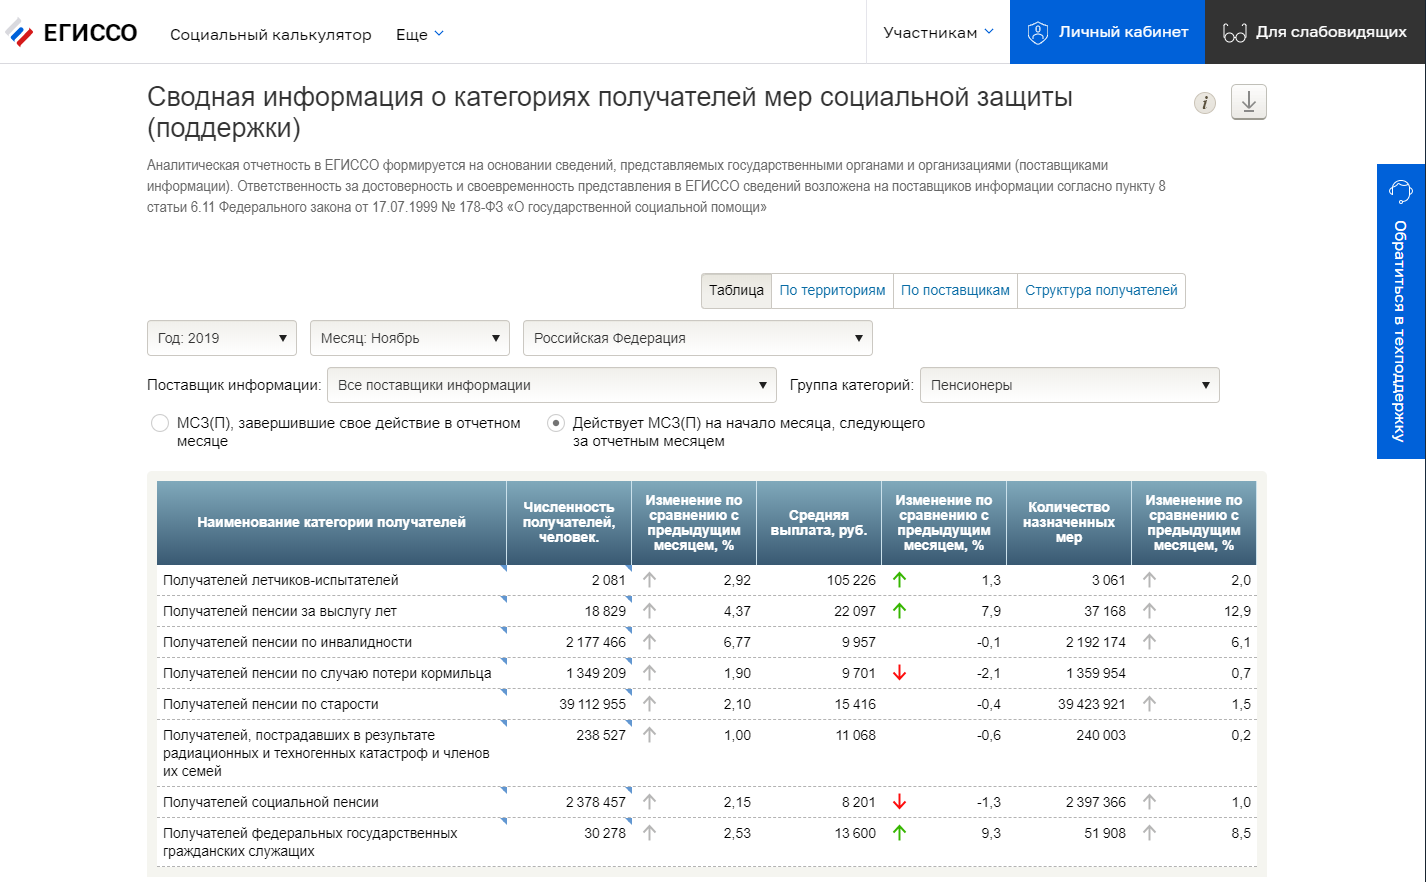 ЕГИССО
Социальный калькулятор
Еще
Участникам
Личный кабинет
Для слабовидящих
Сводная информация о категориях получателей мер социальной защиты
(поддержки)
i
Аналитическая отчетность в ЕГИССО формируется на основании сведений, представляемых государственными органами и организациями (поставщиками
информации). Ответственность за достоверность и своевременность представления в ЕГИССО сведений возложена на поставщиков информации согласно пункту 8
статьи 6.11 Федерального закона от 17.07.1999 № 178-ФЗ «О государственной социальной помощи»
Обратиться в техподдержку
Таблица
По территориям
По поставщикам
Структура получателей
Год: 2019
Месяц: Ноябрь
Российская Федерация
Поставщик информации:
Все поставщики информации
Группа категорий:
Пенсионеры
МСЗ(П), завершившие свое действие в отчетном
месяце
Действует МСЗ(П) на начало месяца, следующего
за отчетным месяцем
Наименование категории получателей
Численность
получателей,
человек.
Изменение по
сравнению с
предыдущим
месяцем, %
Средняя
выплата, руб.
Изменение по
сравнению с
предыдущим
месяцем, %
Количество
назначенных
мер
Изменение по
сравнению с
предыдущим
месяцем, %
Получателей летчиков-испытателей 2 081 2,92 105 226 1,3 3 061 2,0
Получателей пенсии за выслугу лет 18 829 4,37 22 097 7,9 37 168 12,9
Получателей пенсии по инвалидности 2 177 466 6,77 9 957 -0,1 2 192 174 6,1
Получателей пенсии по случаю потери кормильца 1 349 209 1,90 9 701 -2,1 1 359 954 0,7
Получателей пенсии по старости 39 112 955 2,10 15 416 -0,4 39 423 921 1,5
Получателей, пострадавших в результате 238 527 1,00 11 068 -0,6 240 003 0,2
радиационных и техногенных катастроф и членов
их семей
Получателей социальной пенсии 2 378 457 2,15 8 201 -1,3 2 397 366 1,0
Получателей федеральных государственных 30 278 2,53 13 600 9,3 51 908 8,5
гражданских служащих